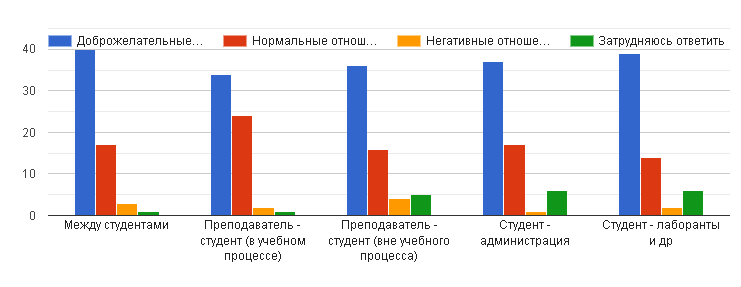 Доброжелательные...
Нормальные отнош...
Негативные отноше...
Затрудняюсь ответить
40
30
20
10
0
Между студентами
Преподаватель -
студент (в учебном
процессе)
Преподаватель -
студент (вне учебного
процесса)
Студент -
администрация
Студент - лаборанты
и др